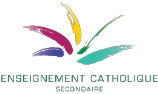 ENSEIGNEMENT CATHOLIQUE
SECONDAIRE